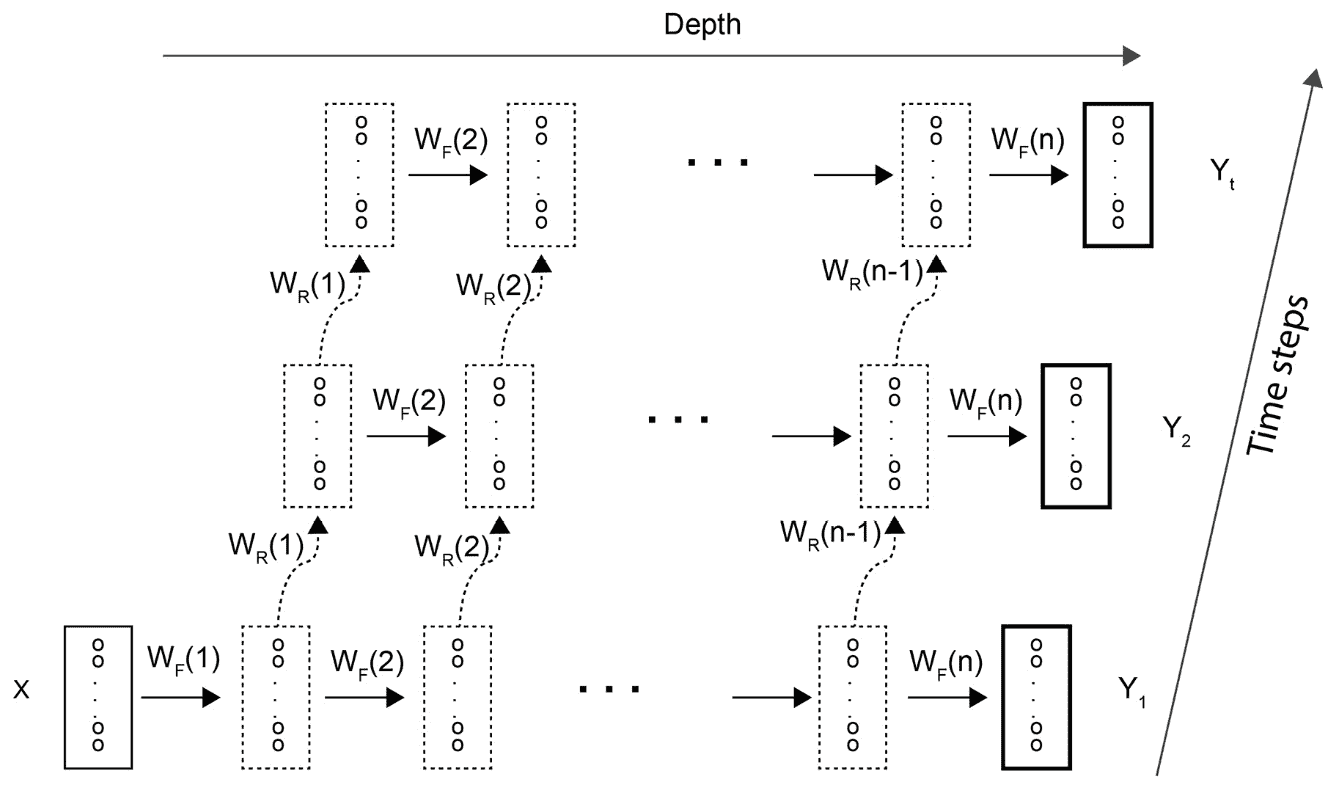 Depth
W_F(2)
. . .
W_F(n)
Y_t
W_R(1)
W_R(2)
W_R(n-1)
Time steps
W_F(2)
. . .
W_F(n)
Y_2
W_R(1)
W_R(2)
W_R(n-1)
X
W_F(1)
W_F(2)
. . .
W_F(n)
Y_1